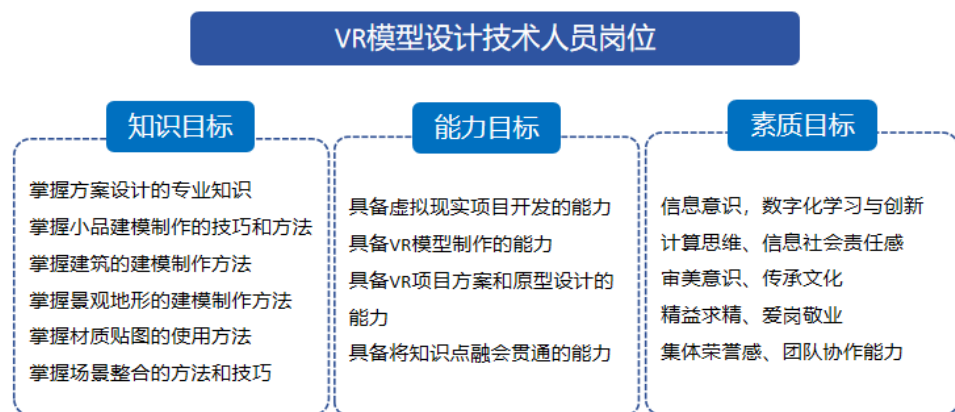 VR模型设计技术人员岗位
知识目标
掌握方案设计的专业知识
掌握小品建模制作的技巧和方法
掌握建筑的建模制作方法
掌握景观地形的建模制作方法
掌握材质贴图的使用方法
掌握场景整合的方法和技巧
能力目标
具备虚拟现实项目开发的能力
具备VR模型制作的能力
具备VR项目方案和原型设计的
能力
具备将知识点融会贯通的能力
素质目标
信息意识，数字化学习与创新
计算思维、信息社会责任感
审美意识、传承文化
精益求精、爱岗敬业
集体荣誉感、团队协作能力